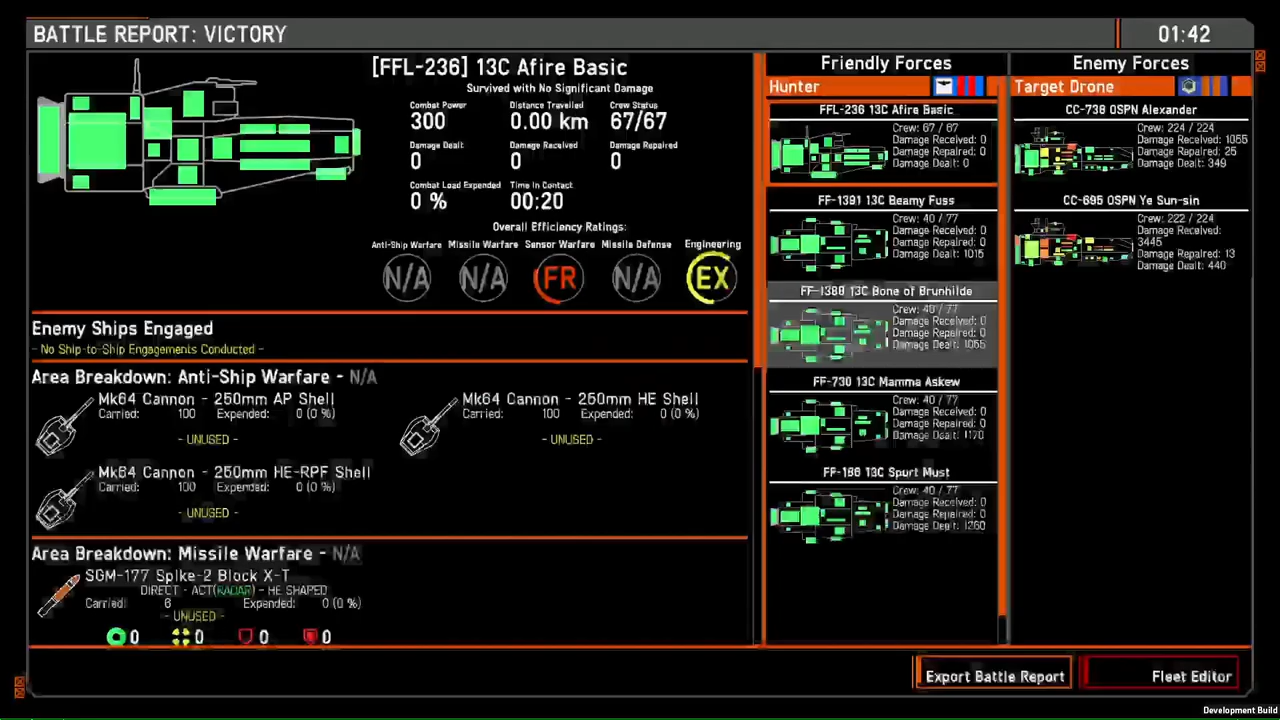 BATTLE REPORT: VICTORY
01:42
[FFL-236] 13C Afire Basic
Survived with No Significant Damage
Combat Power
Distance Travelled
Crew Status
300
0.00 km
67/67
Damage Dealt:
Damage Received
Damage Repaired
0
0
0
Combat Load Expended
Time In Contact:
0 %
00:20
Overall Efficiency Ratings:
Anti-Ship Warfare
Missile Warfare
Sensor Warfare
Missile Defense
Engineering
N/A
N/A
FR
N/A
EX
Enemy Ships Engaged
- No Ship-to-Ship Engagements Conducted -
Area Breakdown: Anti-Ship Warfare - N/A
Mk64 Cannon - 250mm AP Shell
Carried: 100 Expended: 0 (0 %)
- UNUSED -
Mk64 Cannon - 250mm HE Shell
Carried: 100 Expended: 0 (0 %)
- UNUSED -
Mk64 Cannon - 250mm HE-RPF Shell
Carried: 100 Expended: 0 (0 %)
- UNUSED -
Area Breakdown: Missile Warfare - N/A
SGM-177 Spike-2 Block X-T
DIRECT - ACT(RADAR) - HE SHAPED
Carried: 6 Expended: 0 (0 %)
- UNUSED -
0 0 0 0
Friendly Forces
Hunter
FFL-236 13C Afire Basic
Crew: 67 / 67
Damage Received: 0
Damage Repaired: 0
Damage Dealt: 0
FF-1391 13C Beamy Fuss
Crew: 40 / 77
Damage Received: 0
Damage Repaired: 0
Damage Dealt: 1015
FF-1388 13C Bone of Brunhilde
Crew: 40 / 77
Damage Received: 0
Damage Repaired: 0
Damage Dealt: 1055
FF-730 13C Mamma Askew
Crew: 40 / 77
Damage Received: 0
Damage Repaired: 0
Damage Dealt: 1170
FF-166 13C Spurt Must
Crew: 40 / 77
Damage Received: 0
Damage Repaired: 0
Damage Dealt: 1260
Enemy Forces
Target Drone
CC-738 OSPN Alexander
Crew: 224 / 224
Damage Received: 1055
Damage Repaired: 25
Damage Dealt: 349
CC-695 OSPN Ye Sun-sin
Crew: 222 / 224
Damage Received:
3445
Damage Repaired: 13
Damage Dealt: 440
Export Battle Report
Fleet Editor
Development Build